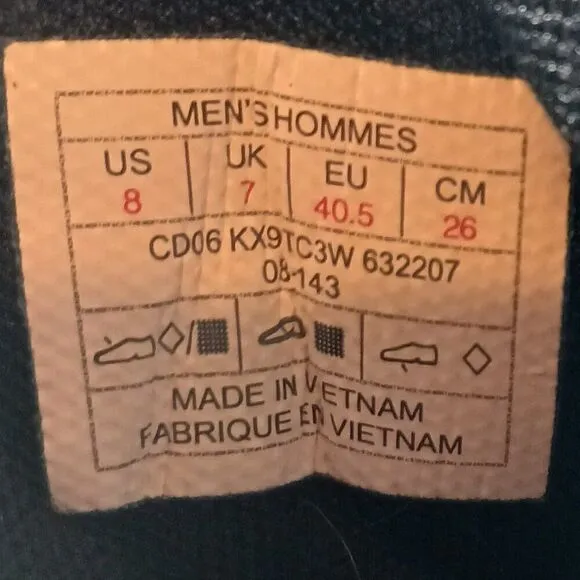 MEN'S HOMMES
US UK EU CM
8 7 40.5 26
CD06 KX9TC3W 632207
08-143
MADE IN VIETNAM
FABRIQUE EN VIETNAM